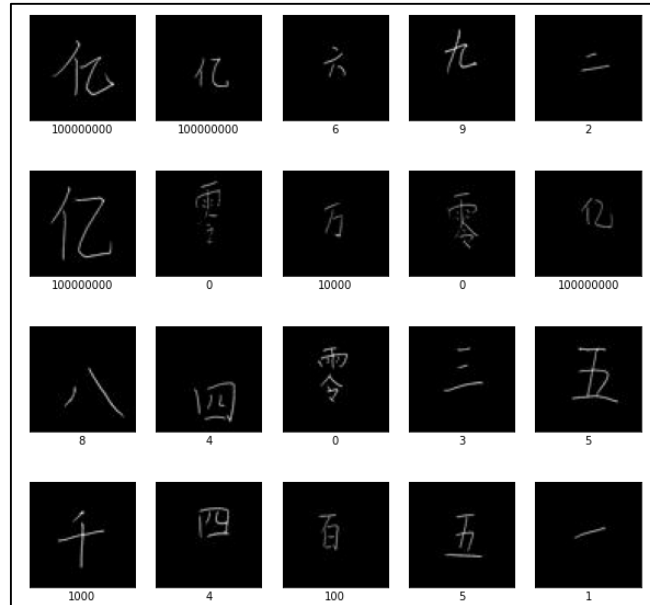 亿 亿 六 九 二
100000000 100000000 6 9 2
亿 零 万 零 亿
100000000 0 10000 0 100000000
八 四 零 三 五
8 4 0 3 5
千 四 百 五 一
1000 4 100 5 1